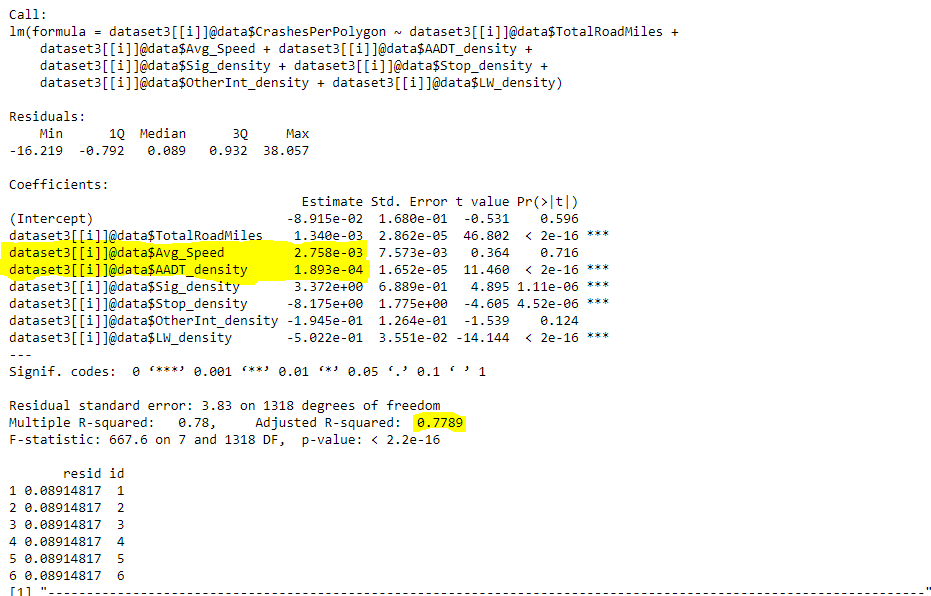 Call:
lm(formula = dataset3[[i]]@data$CrashesPerPolygon ~ dataset3[[i]]@data$TotalRoadMiles +
    dataset3[[i]]@data$Avg_Speed + dataset3[[i]]@data$AADT_density +
    dataset3[[i]]@data$Sig_density + dataset3[[i]]@data$Stop_density +
    dataset3[[i]]@data$OtherInt_density + dataset3[[i]]@data$LW_density)

Residuals:
    Min      1Q  Median      3Q     Max
-16.219  -0.792   0.089   0.932  38.057

Coefficients:
                                      Estimate Std. Error t value Pr(>|t|)
(Intercept)                         -8.915e-02  1.680e-01  -0.531    0.596
dataset3[[i]]@data$TotalRoadMiles    1.340e-03  2.862e-05  46.802  < 2e-16 ***
dataset3[[i]]@data$Avg_Speed         2.758e-03  7.573e-03   0.364    0.716
dataset3[[i]]@data$AADT_density      1.893e-04  1.652e-05  11.460  < 2e-16 ***
dataset3[[i]]@data$Sig_density       3.372e+00  6.889e-01   4.895 1.11e-06 ***
dataset3[[i]]@data$Stop_density     -8.175e+00  1.775e+00  -4.605 4.52e-06 ***
dataset3[[i]]@data$OtherInt_density -1.945e-01  1.264e-01  -1.539    0.124
dataset3[[i]]@data$LW_density       -5.022e-01  3.551e-02 -14.144  < 2e-16 ***
---
Signif. codes:  0 ‘***’ 0.001 ‘**’ 0.01 ‘*’ 0.05 ‘.’ 0.1 ‘ ’ 1

Residual standard error: 3.83 on 1318 degrees of freedom
Multiple R-squared:   0.78,     Adjusted R-squared:  0.7789
F-statistic: 667.6 on 7 and 1318 DF,  p-value: < 2.2e-16

       resid id
1 0.08914817  1
2 0.08914817  2
3 0.08914817  3
4 0.08914817  4
5 0.08914817  5
6 0.08914817  6
[1] "------------------------------------------------------------------------------------------------------------------"